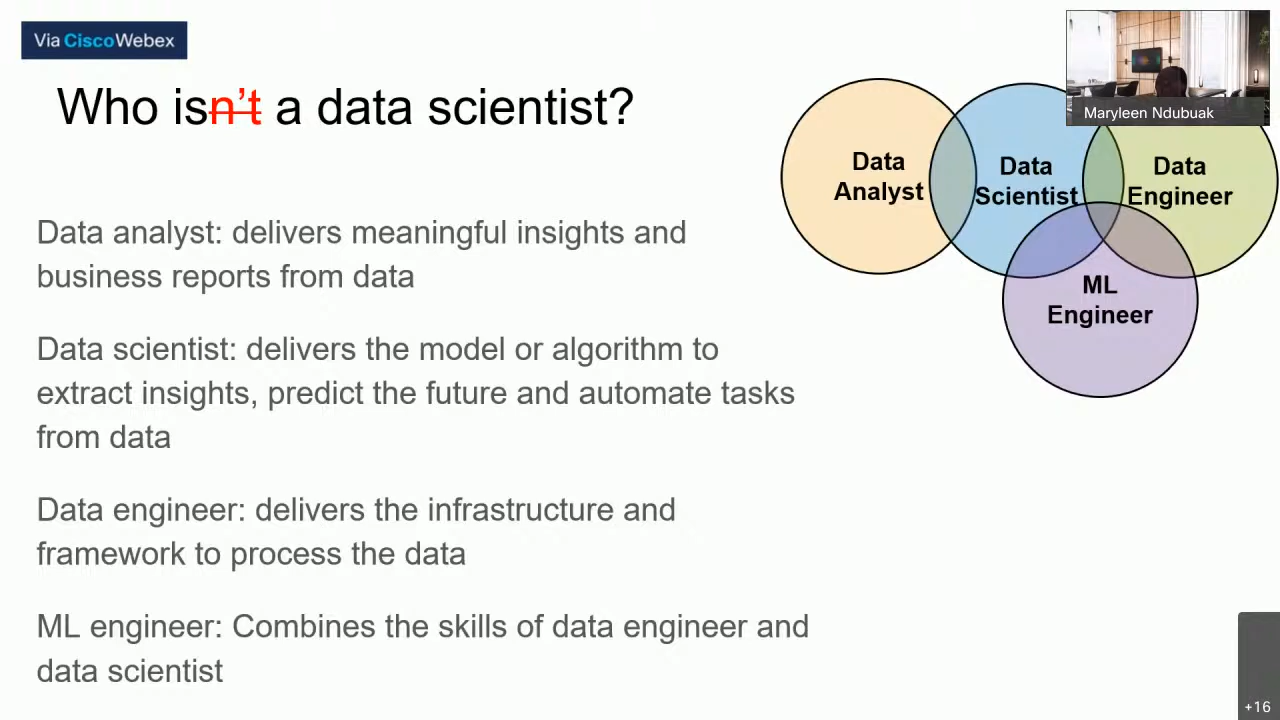 Via CiscoWebex
Who isn't a data scientist?
Maryleen Ndubuak
Data
Analyst
Data
Scientist
Data
Engineer
ML
Engineer
Data analyst: delivers meaningful insights and
business reports from data
Data scientist: delivers the model or algorithm to
extract insights, predict the future and automate tasks
from data
Data engineer: delivers the infrastructure and
framework to process the data
ML engineer: Combines the skills of data engineer and
data scientist
+16